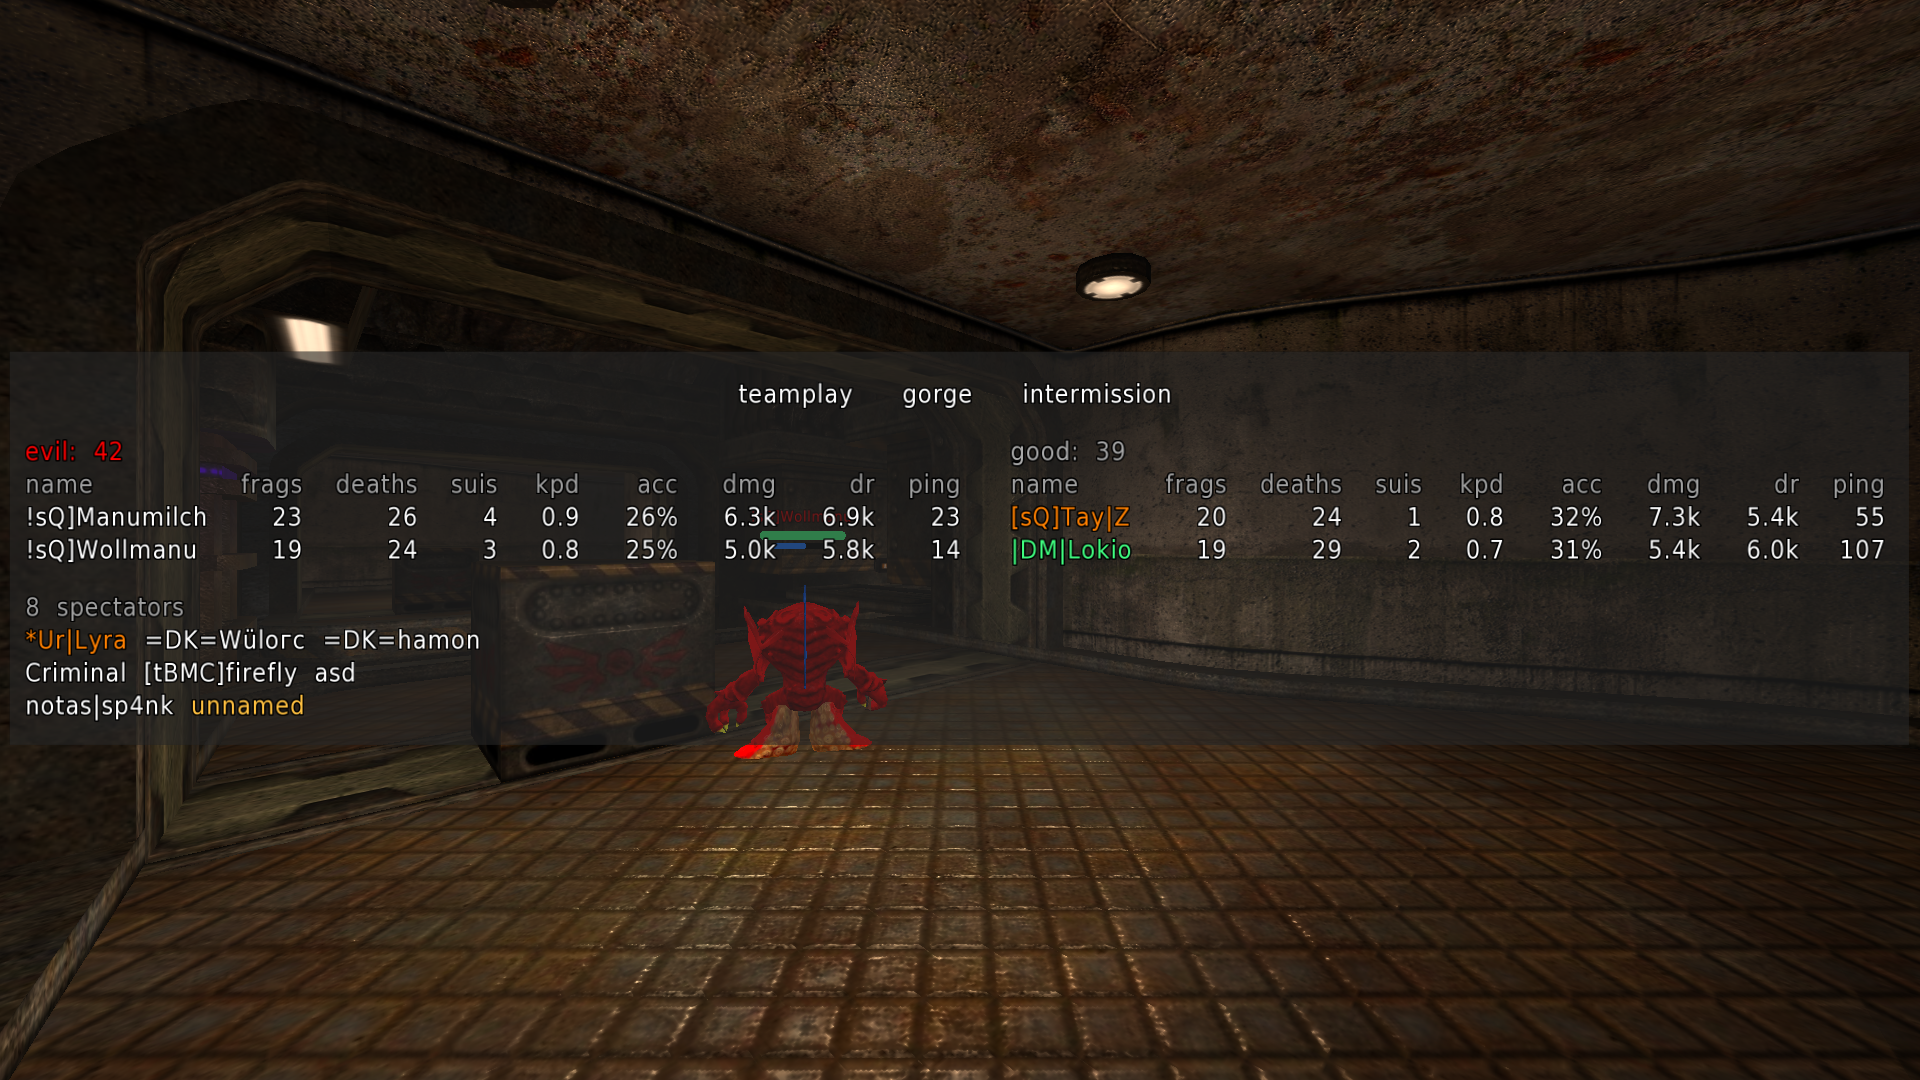 teamplay gorge intermission
evil: 42
name frags deaths suis kpd acc dmg dr ping
!sQ]Manumilch 23 26 4 0.9 26% 6.3k 6.9k 23
!sQ]Wollmanu 19 24 3 0.8 25% 5.0k 5.8k 14
good: 39
name frags deaths suis kpd acc dmg dr ping
[sQ]Tay|Z 20 24 1 0.8 32% 7.3k 5.4k 55
|DM|Lokio 19 29 2 0.7 31% 5.4k 6.0k 107
8 spectators
*Ur|Lyra =DK=Wülorc =DK=hamon
Criminal [tBMC]firefly asd
notas|sp4nk unnamed